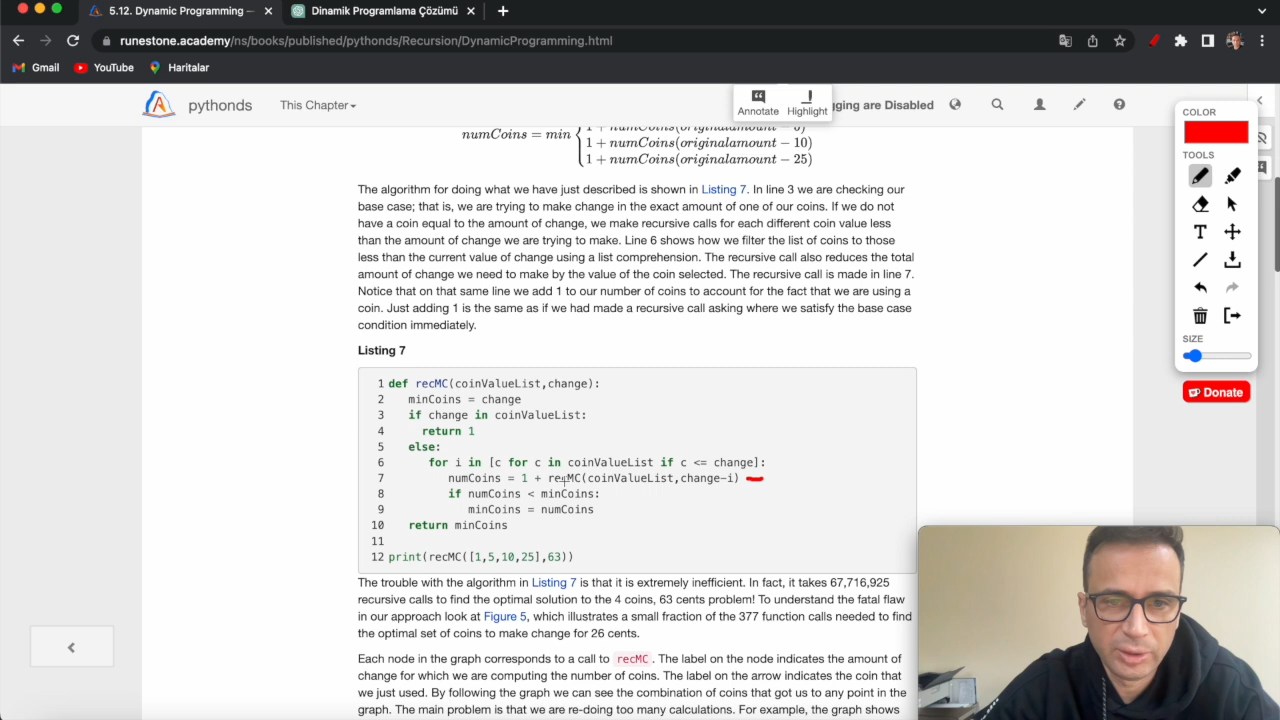 5.12. Dynamic Programming —
Dinamik Programlama Çözümü
runestone.academy/ns/books/published/pythonds/Recursion/DynamicProgramming.html
Gmail
YouTube
Haritalar
pythonds
This Chapter
Annotate
Highlight
ging are Disabled
numCoins = min
1 + numCoins(originalamount − 10)
1 + numCoins(originalamount − 25)
The algorithm for doing what we have just described is shown in Listing 7. In line 3 we are checking our
base case; that is, we are trying to make change in the exact amount of one of our coins. If we do not
have a coin equal to the amount of change, we make recursive calls for each different coin value less
than the amount of change we are trying to make. Line 6 shows how we filter the list of coins to those
less than the current value of change using a list comprehension. The recursive call also reduces the total
amount of change we need to make by the value of the coin selected. The recursive call is made in line 7.
Notice that on that same line we add 1 to our number of coins to account for the fact that we are using a
coin. Just adding 1 is the same as if we had made a recursive call asking where we satisfy the base case
condition immediately.
Listing 7
1 def recMC(coinValueList,change):
2 minCoins = change
3 if change in coinValueList:
4 return 1
5 else:
6 for i in [c for c in coinValueList if c <= change]:
7 numCoins = 1 + recMC(coinValueList,change-i)
8 if numCoins < minCoins:
9 minCoins = numCoins
10 return minCoins
11
12 print(recMC([1,5,10,25],63))
The trouble with the algorithm in Listing 7 is that it is extremely inefficient. In fact, it takes 67,716,925
recursive calls to find the optimal solution to the 4 coins, 63 cents problem! To understand the fatal flaw
in our approach look at Figure 5, which illustrates a small fraction of the 377 function calls needed to find
the optimal set of coins to make change for 26 cents.
Each node in the graph corresponds to a call to recMC. The label on the node indicates the amount of
change for which we are computing the number of coins. The label on the arrow indicates the coin that
we just used. By following the graph we can see the combination of coins that got us to any point in the
graph. The main problem is that we are re-doing too many calculations. For example, the graph shows
COLOR
TOOLS
T
SIZE
Donate